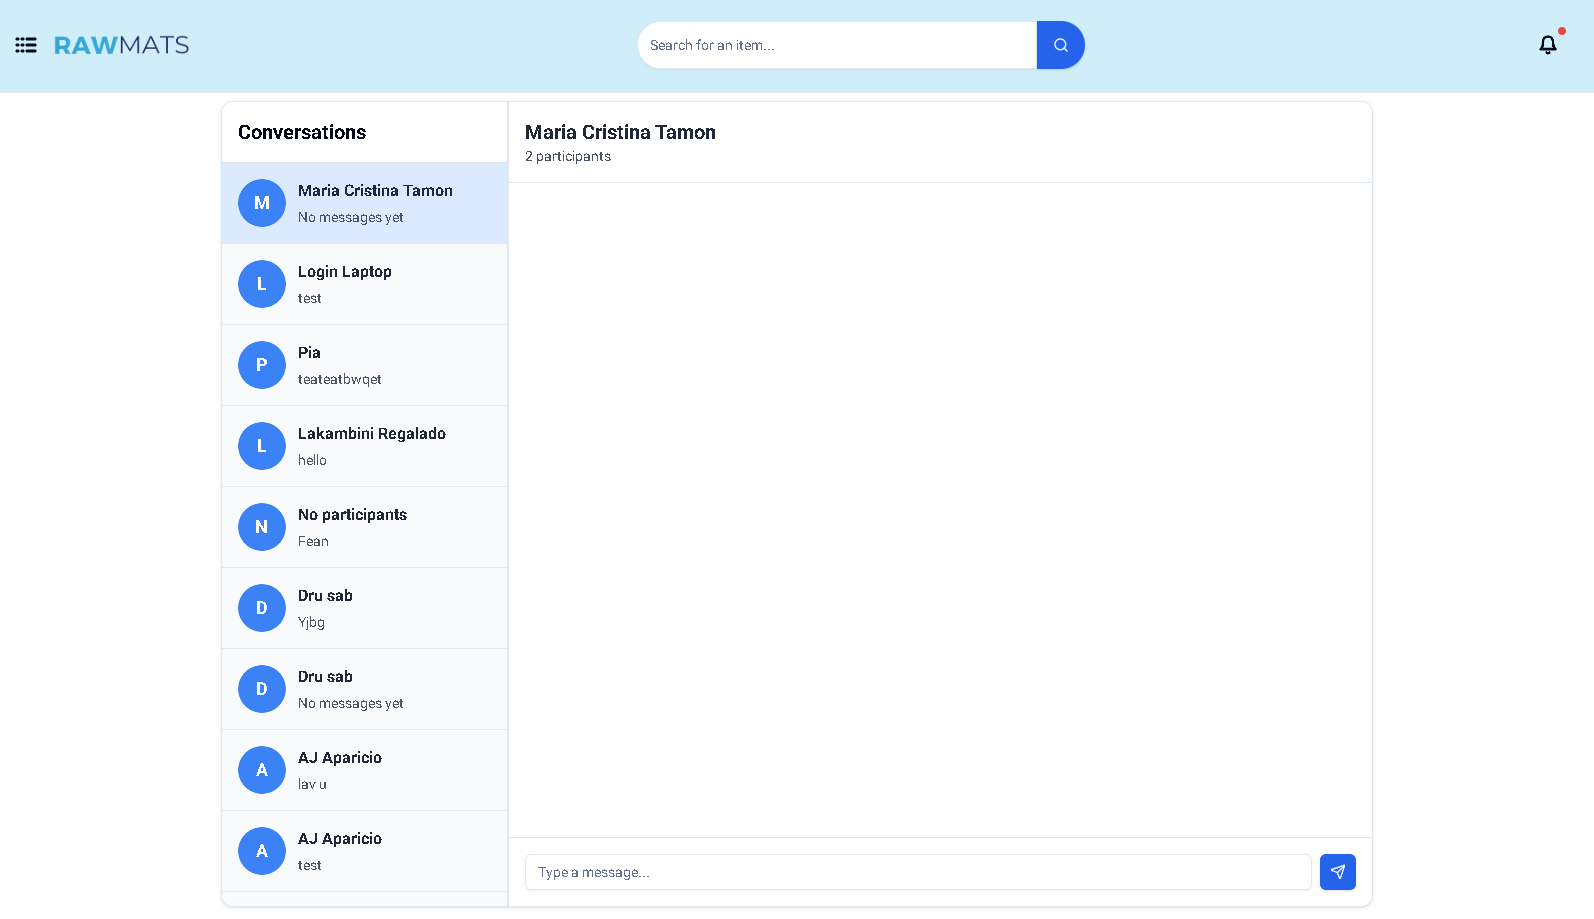 RAWMATS
Search for an item...
Conversations
M
Maria Cristina Tamon
No messages yet
L
Login Laptop
test
P
Pia
teateatbwqet
L
Lakambini Regalado
hello
N
No participants
Fean
D
Dru sab
Yjbg
D
Dru sab
No messages yet
A
AJ Aparicio
lav u
A
AJ Aparicio
test
Maria Cristina Tamon
2 participants
Type a message...